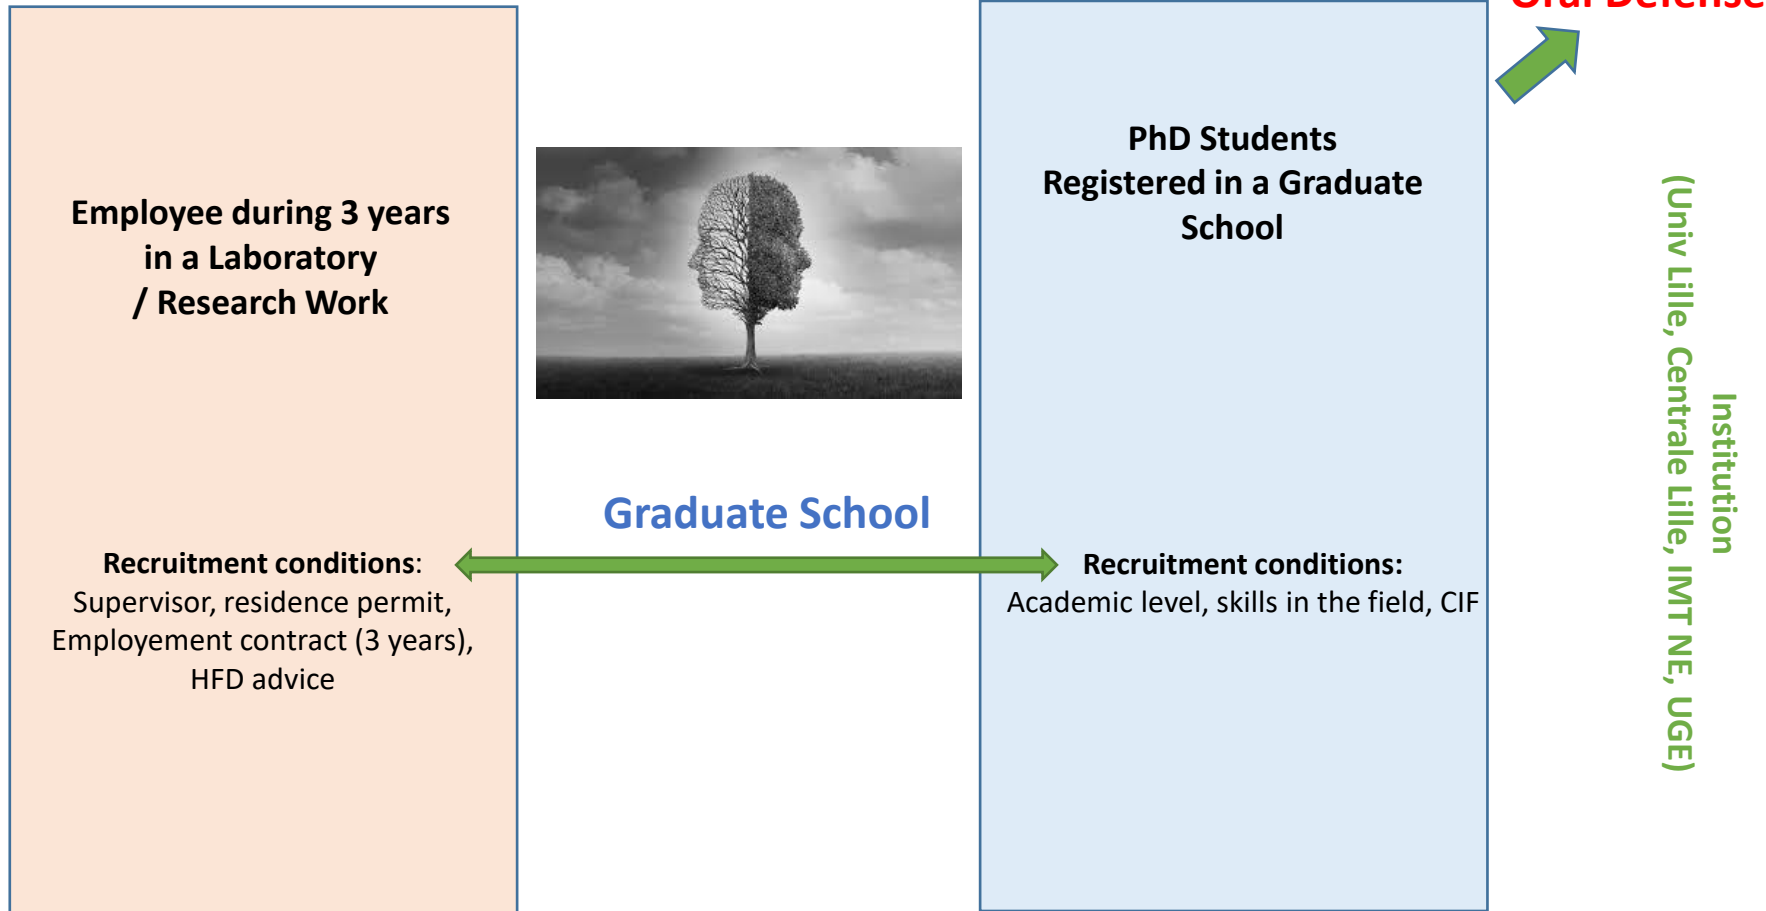 Oral Defense
Employee during 3 years
in a Laboratory
/ Research Work
PhD Students
Registered in a Graduate
School
Graduate School
Recruitment conditions:
Supervisor, residence permit,
Employement contract (3 years),
HFD advice
Recruitment conditions:
Academic level, skills in the field, CIF
Institution
(Univ Lille, Centrale Lille, IMT NE, UGE)